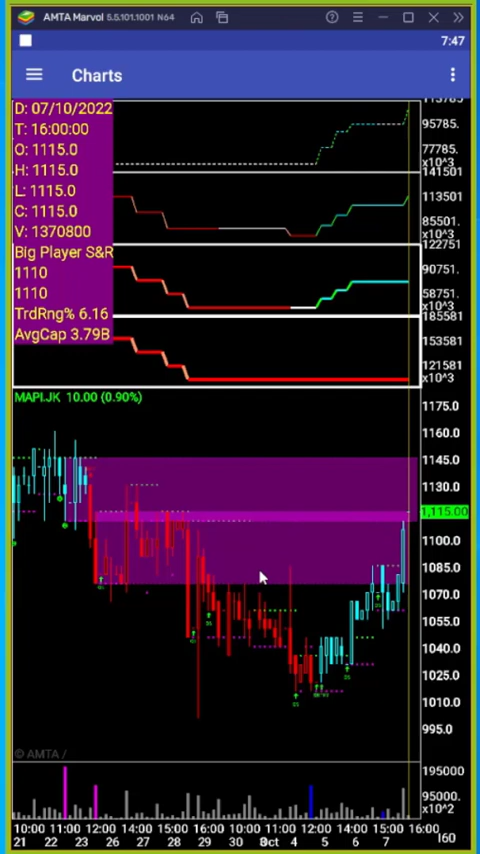 AMTA Marvol 5.5.101.1001 N64
7:47
Charts
D: 07/10/2022
T: 16:00:00
O: 1115.0
H: 1115.0
L: 1115.0
C: 1115.0
V: 1370800
Big Player S&R
1110
1110
TrdRng% 6.16
AvgCap 3.79B
113785
95785.
77785.
x10^3
141501
113501
85501.
x10^3
122751
90751.
58751.
x10^3
185581
153581
121581
x10^3
MAPI.JK 10.00 (0.90%)
1175.0
1160.0
1145.0
1130.0
1,115.00
1100.0
1085.0
1070.0
1055.0
1040.0
1025.0
1010.0
995.0
© AMTA /
195000
95000.
x10^2
10:00 11:00 12:00 14:00 15:00 16:00 09:00 10:00 11:00 12:00 14:00 15:00 16:00
21 22 23 26 27 28 29 30 Oct 4 5 6 7 I60